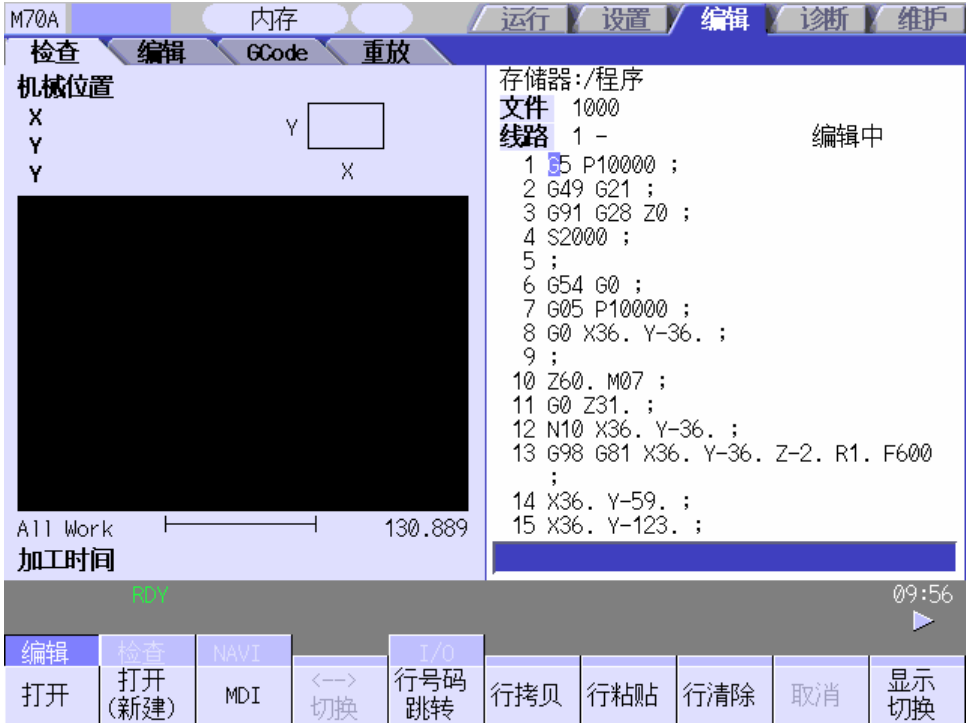 M70A 内存 运行 设置 编辑 诊断 维护
检查 编辑 GCode 重放
机械位置
X
Y
Y
Y
X
All Work 130.889
加工时间
存储器:/程序
文件 1000
线路 1 - 编辑中
1 G5 P10000 ;
2 G49 G21 ;
3 G91 G28 Z0 ;
4 S2000 ;
5 ;
6 G54 G0 ;
7 G05 P10000 ;
8 G0 X36. Y-36. ;
9 ;
10 Z60. M07 ;
11 G0 Z31. ;
12 N10 X36. Y-36. ;
13 G98 G81 X36. Y-36. Z-2. R1. F600
;
14 X36. Y-59. ;
15 X36. Y-123. ;
RDY 09:56
编辑 检查 NAVI I/O
打开 打开(新建) MDI <-->切换 行号码跳转 行拷贝 行粘贴 行清除 取消 显示切换